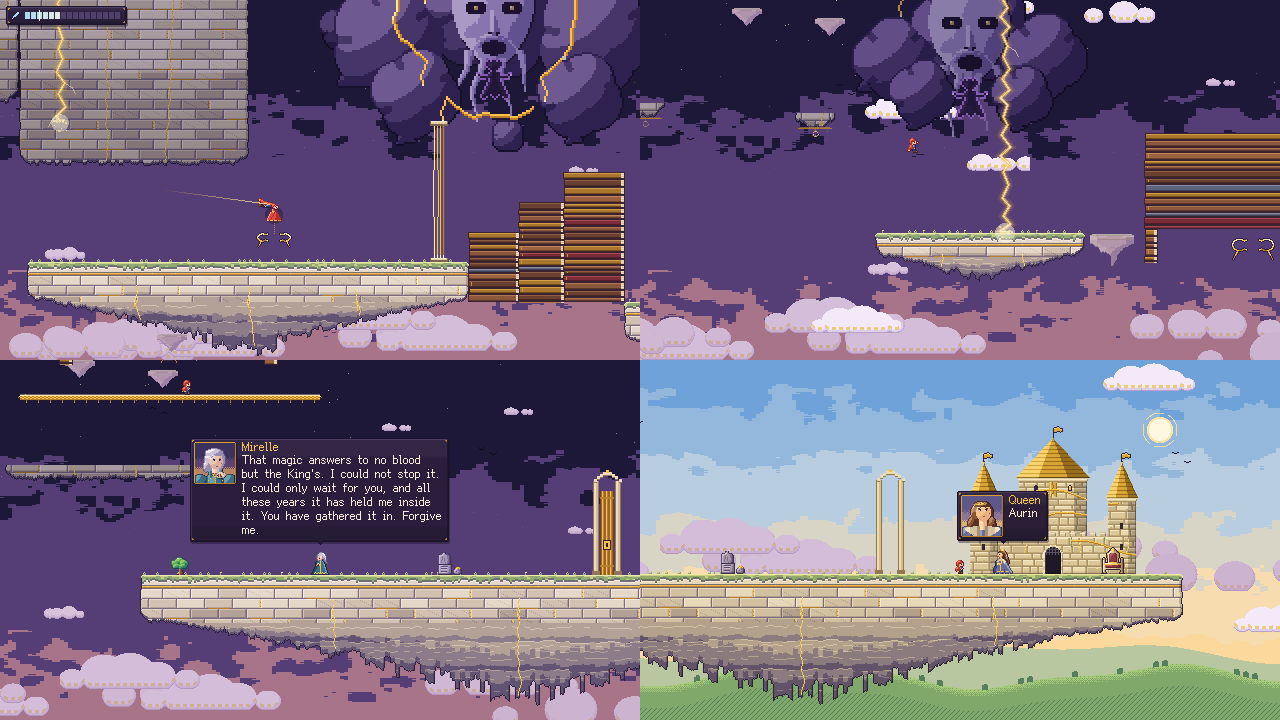 Mirelle
That magic answers to no blood
but the King's. I could not stop it.
I could only wait for you, and all
these years it has held me inside
it. You have gathered it in. Forgive
me.
Queen
Aurin